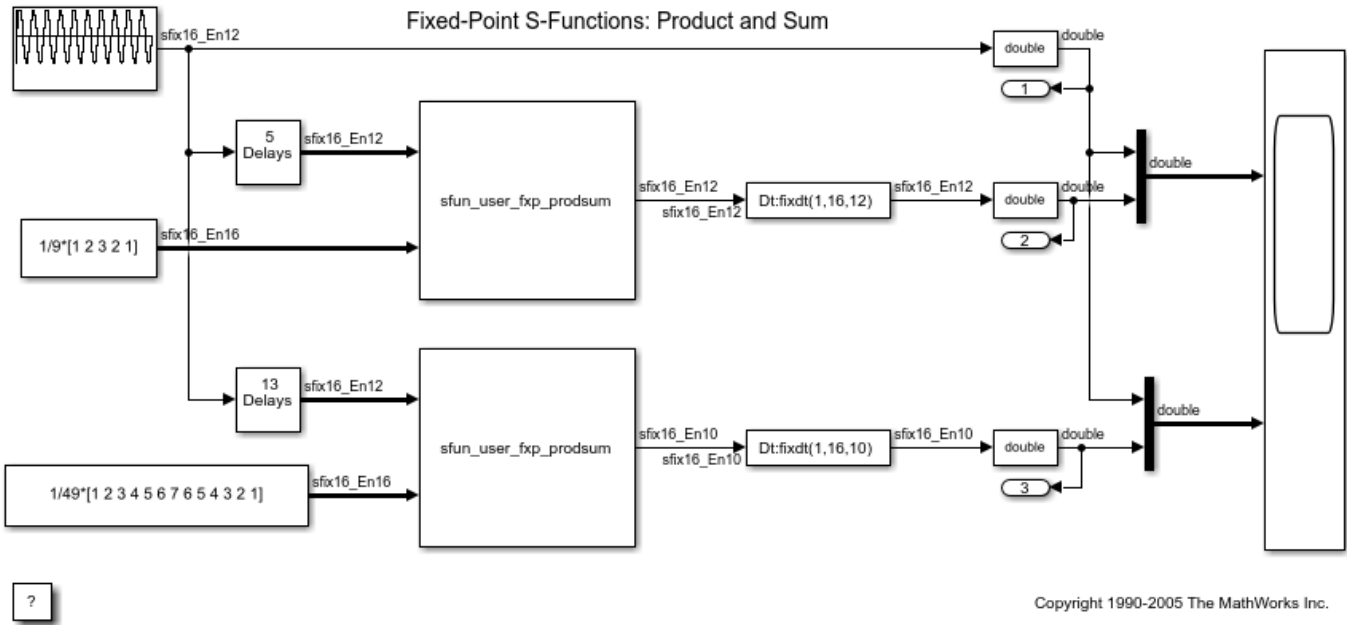 Fixed-Point S-Functions: Product and Sum
sfix16_En12
double
double
1
5
Delays
sfix16_En12
sfun_user_fxp_prodsum
sfix16_En12
sfix16_En12
Dt:fixdt(1,16,12)
sfix16_En12
double
double
2
double
1/9*[1 2 3 2 1]
sfix16_En16
13
Delays
sfix16_En12
sfun_user_fxp_prodsum
sfix16_En10
sfix16_En10
Dt:fixdt(1,16,10)
sfix16_En10
double
double
3
double
1/49*[1 2 3 4 5 6 7 6 5 4 3 2 1]
sfix16_En16
?
Copyright 1990-2005 The MathWorks Inc.